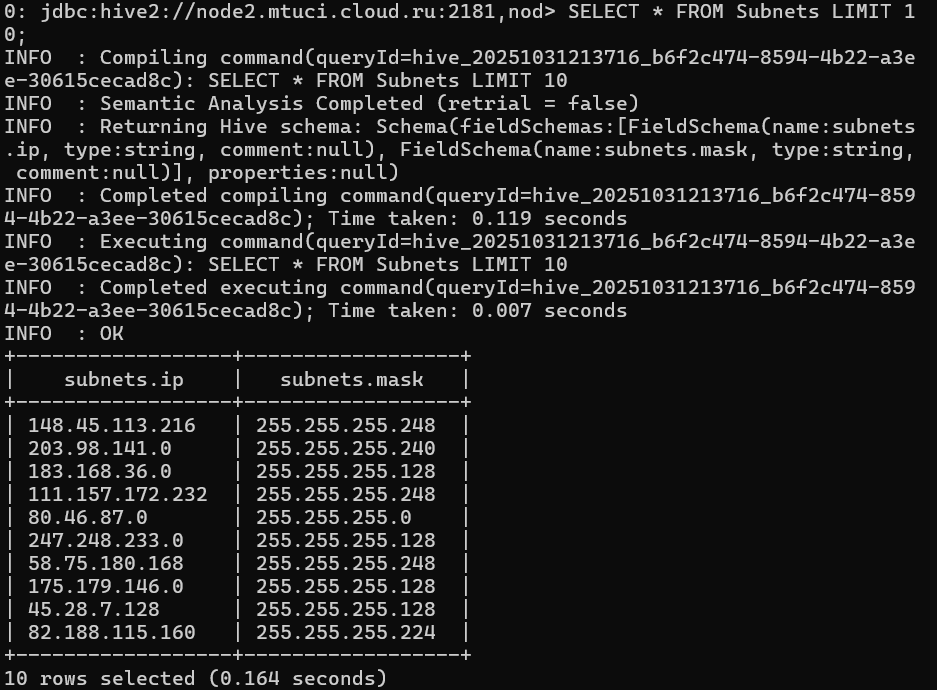 0: jdbc:hive2://node2.mtuci.cloud.ru:2181,nod> SELECT * FROM Subnets LIMIT 1
0;
INFO  : Compiling command(queryId=hive_20251031213716_b6f2c474-8594-4b22-a3e
e-30615cecad8c): SELECT * FROM Subnets LIMIT 10
INFO  : Semantic Analysis Completed (retrial = false)
INFO  : Returning Hive schema: Schema(fieldSchemas:[FieldSchema(name:subnets
.ip, type:string, comment:null), FieldSchema(name:subnets.mask, type:string,
 comment:null)], properties:null)
INFO  : Completed compiling command(queryId=hive_20251031213716_b6f2c474-859
4-4b22-a3ee-30615cecad8c); Time taken: 0.119 seconds
INFO  : Executing command(queryId=hive_20251031213716_b6f2c474-8594-4b22-a3e
e-30615cecad8c): SELECT * FROM Subnets LIMIT 10
INFO  : Completed executing command(queryId=hive_20251031213716_b6f2c474-859
4-4b22-a3ee-30615cecad8c); Time taken: 0.007 seconds
INFO  : OK
+------------------+------------------+
|    subnets.ip    |   subnets.mask   |
+------------------+------------------+
| 148.45.113.216   | 255.255.255.248  |
| 203.98.141.0     | 255.255.255.240  |
| 183.168.36.0     | 255.255.255.128  |
| 111.157.172.232  | 255.255.255.248  |
| 80.46.87.0       | 255.255.255.0    |
| 247.248.233.0    | 255.255.255.128  |
| 58.75.180.168    | 255.255.255.248  |
| 175.179.146.0    | 255.255.255.128  |
| 45.28.7.128      | 255.255.255.128  |
| 82.188.115.160   | 255.255.255.224  |
+------------------+------------------+
10 rows selected (0.164 seconds)